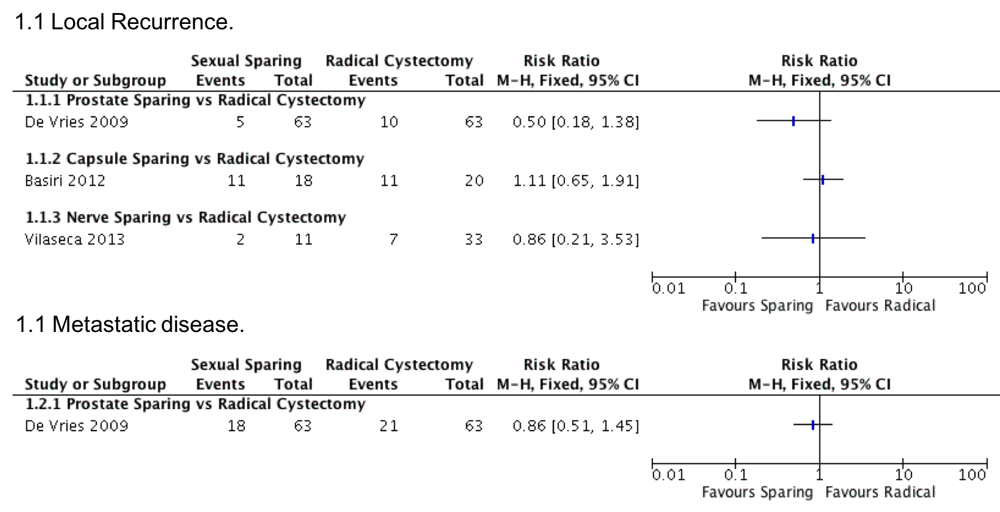 1.1 Local Recurrence.
Sexual Sparing Radical Cystectomy Risk Ratio Risk Ratio
Study or Subgroup Events Total Events Total M-H, Fixed, 95% CI M-H, Fixed, 95% CI
1.1.1 Prostate Sparing vs Radical Cystectomy
De Vries 2009 5 63 10 63 0.50 [0.18, 1.38]
1.1.2 Capsule Sparing vs Radical Cystectomy
Basiri 2012 11 18 11 20 1.11 [0.65, 1.91]
1.1.3 Nerve Sparing vs Radical Cystectomy
Vilaseca 2013 2 11 7 33 0.86 [0.21, 3.53]
0.01 0.1 1 10 100
Favours Sparing Favours Radical
1.1 Metastatic disease.
Sexual Sparing Radical Cystectomy Risk Ratio Risk Ratio
Study or Subgroup Events Total Events Total M-H, Fixed, 95% CI M-H, Fixed, 95% CI
1.2.1 Prostate Sparing vs Radical Cystectomy
De Vries 2009 18 63 21 63 0.86 [0.51, 1.45]
0.01 0.1 1 10 100
Favours Sparing Favours Radical